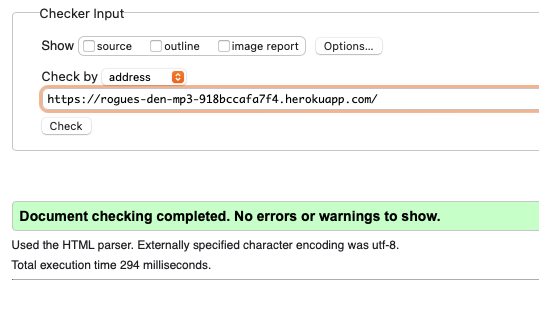 Checker Input
Show source outline image report Options...
Check by address
https://rogues-den-mp3-918bccafa7f4.herokuapp.com/
Check
Document checking completed. No errors or warnings to show.
Used the HTML parser. Externally specified character encoding was utf-8.
Total execution time 294 milliseconds.